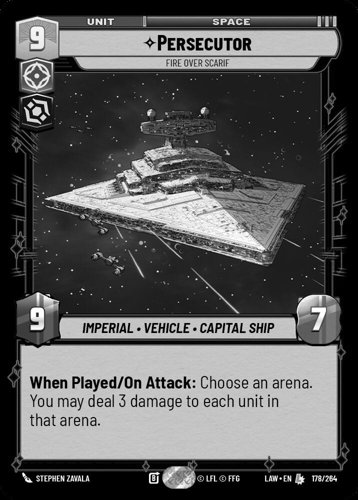 UNIT
SPACE
9
Persecutor
FIRE OVER SCARIF
9
7
IMPERIAL • VEHICLE • CAPITAL SHIP
When Played/On Attack: Choose an arena.
You may deal 3 damage to each unit in
that arena.
STEPHEN ZAVALA
© LFL © FFG
LAW • EN
178/264